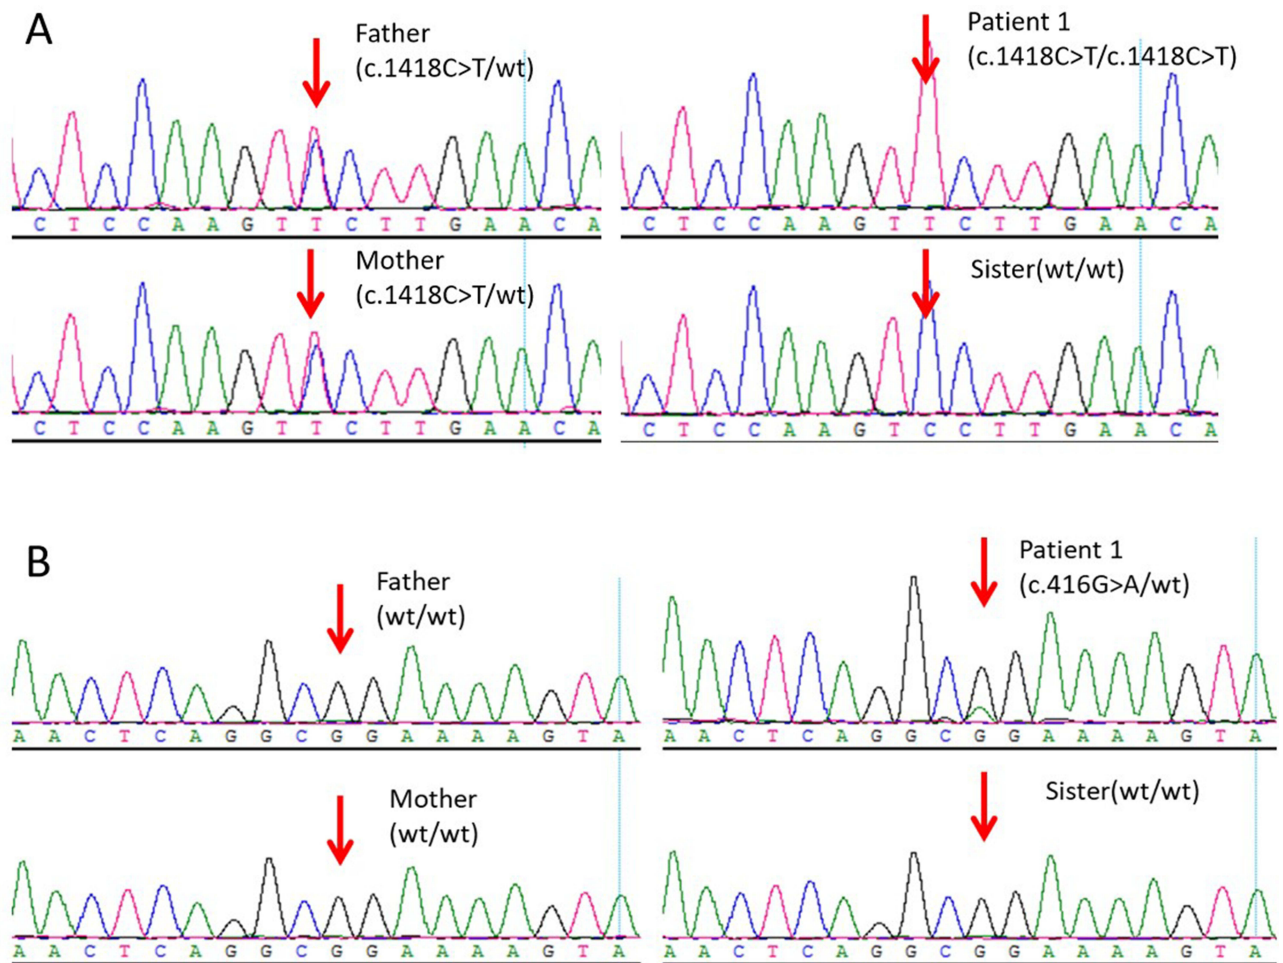 A
Father
(c.1418C>T/wt)
C T C C A A G T T C T T G A A C A
Patient 1
(c.1418C>T/c.1418C>T)
C T C C A A G T T C T T G A A C A
Mother
(c.1418C>T/wt)
C T C C A A G T T C T T G A A C A
Sister(wt/wt)
C T C C A A G T C C T T G A A C A
B
Father
(wt/wt)
A A C T C A G G C G G A A A A G T A
Patient 1
(c.416G>A/wt)
A A C T C A G G C G G A A A A G T A
Mother
(wt/wt)
A A C T C A G G C G G A A A A G T A
Sister(wt/wt)
A A C T C A G G C G G A A A A G T A